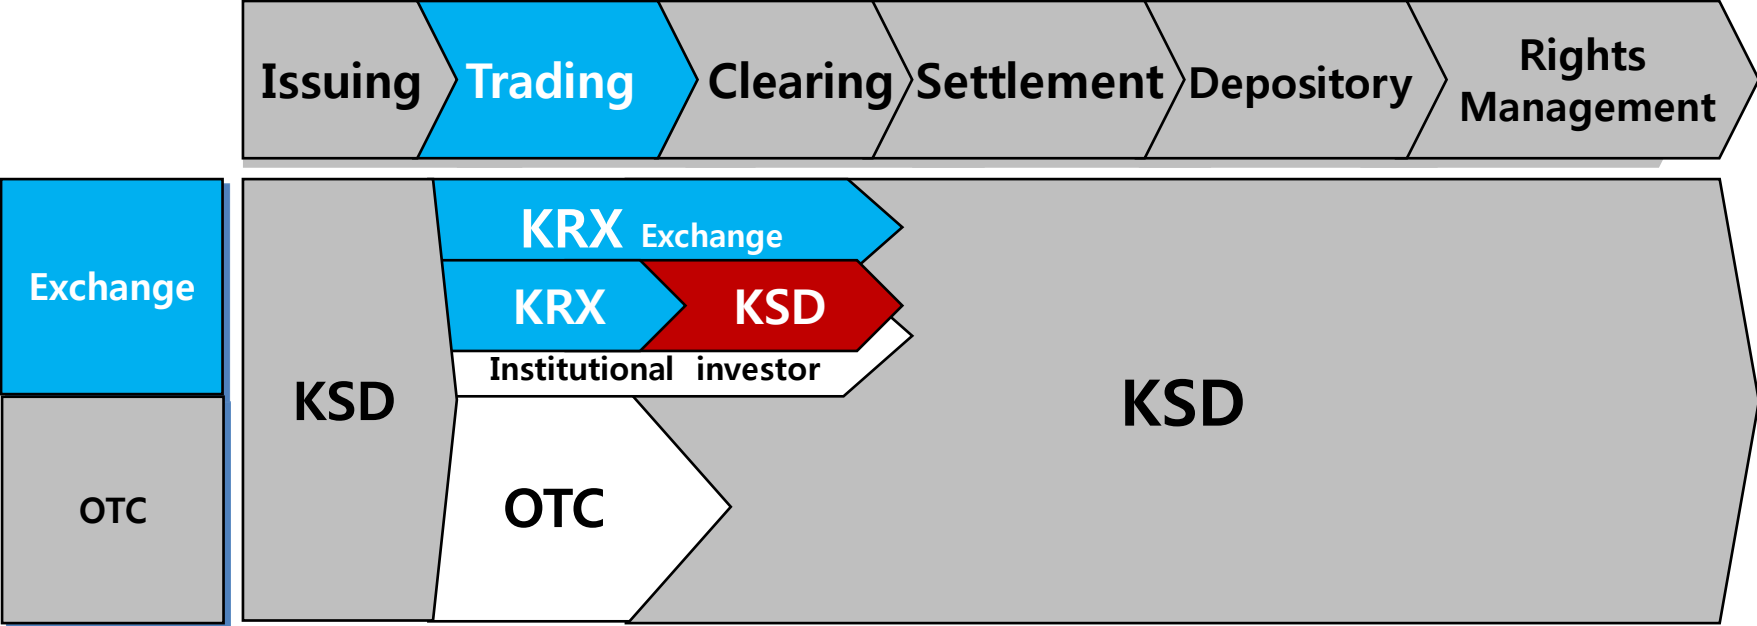 Issuing
Trading
Clearing
Settlement
Depository
Rights
Management
Exchange
KRX Exchange
KRX
KSD
Institutional investor
KSD
KSD
OTC
OTC